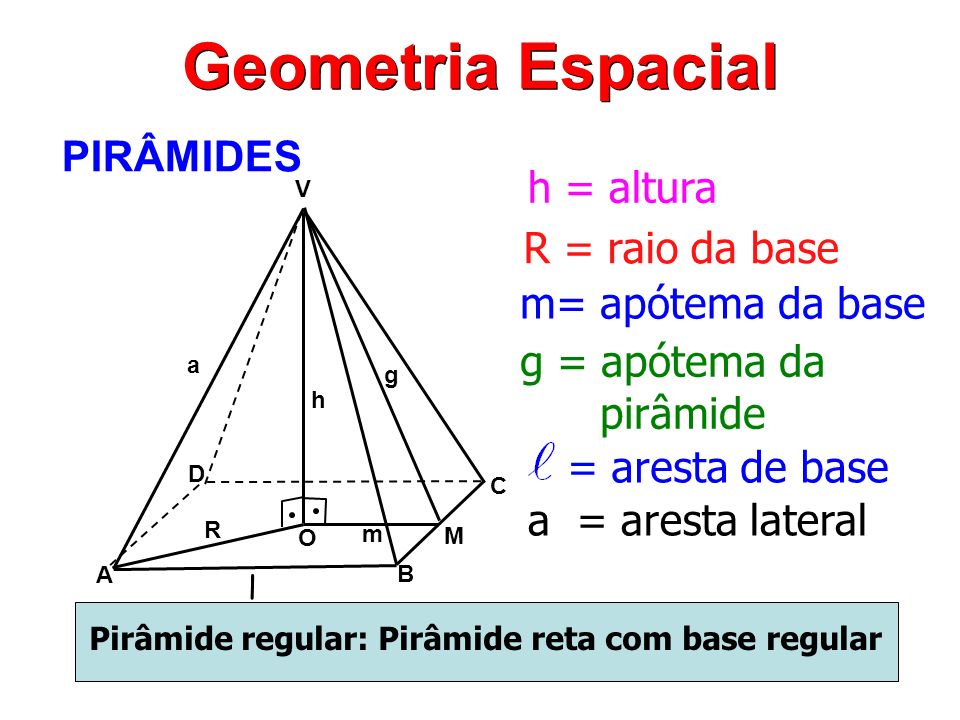 Geometria Espacial
PIRÂMIDES
V
h = altura
R = raio da base
m= apótema da base
g = apótema da
pirâmide
ℓ = aresta de base
a = aresta lateral
a
g
h
D
C
R
O
m
M
A
B
l
Pirâmide regular: Pirâmide reta com base regular